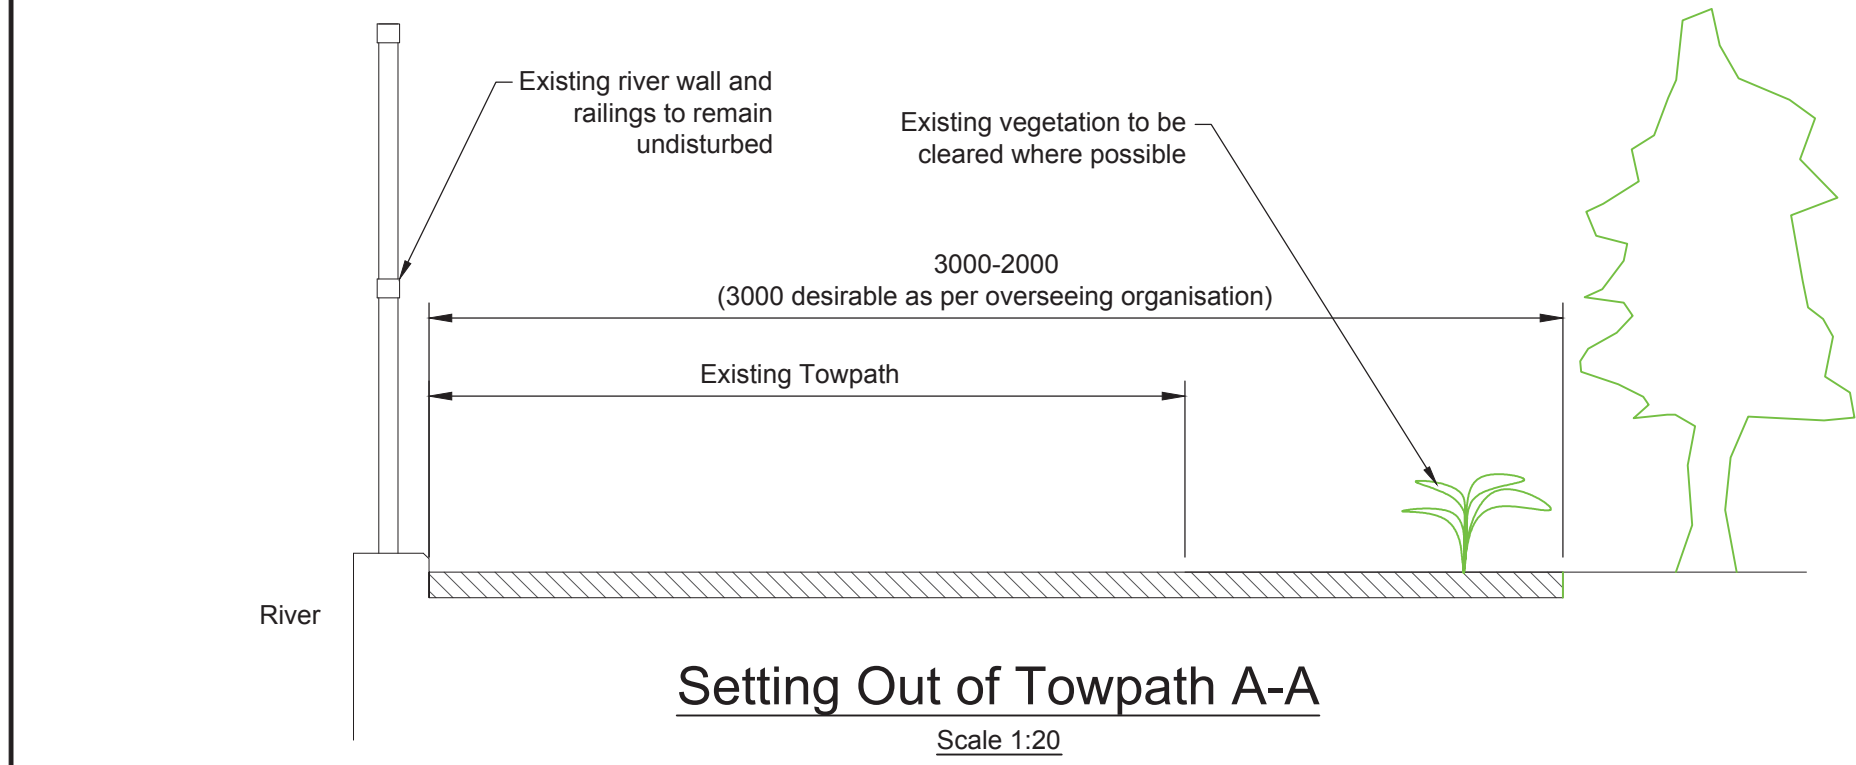 Existing river wall and
railings to remain
undisturbed
Existing vegetation to be
cleared where possible
3000-2000
(3000 desirable as per overseeing organisation)
Existing Towpath
River
Setting Out of Towpath A-A
Scale 1:20